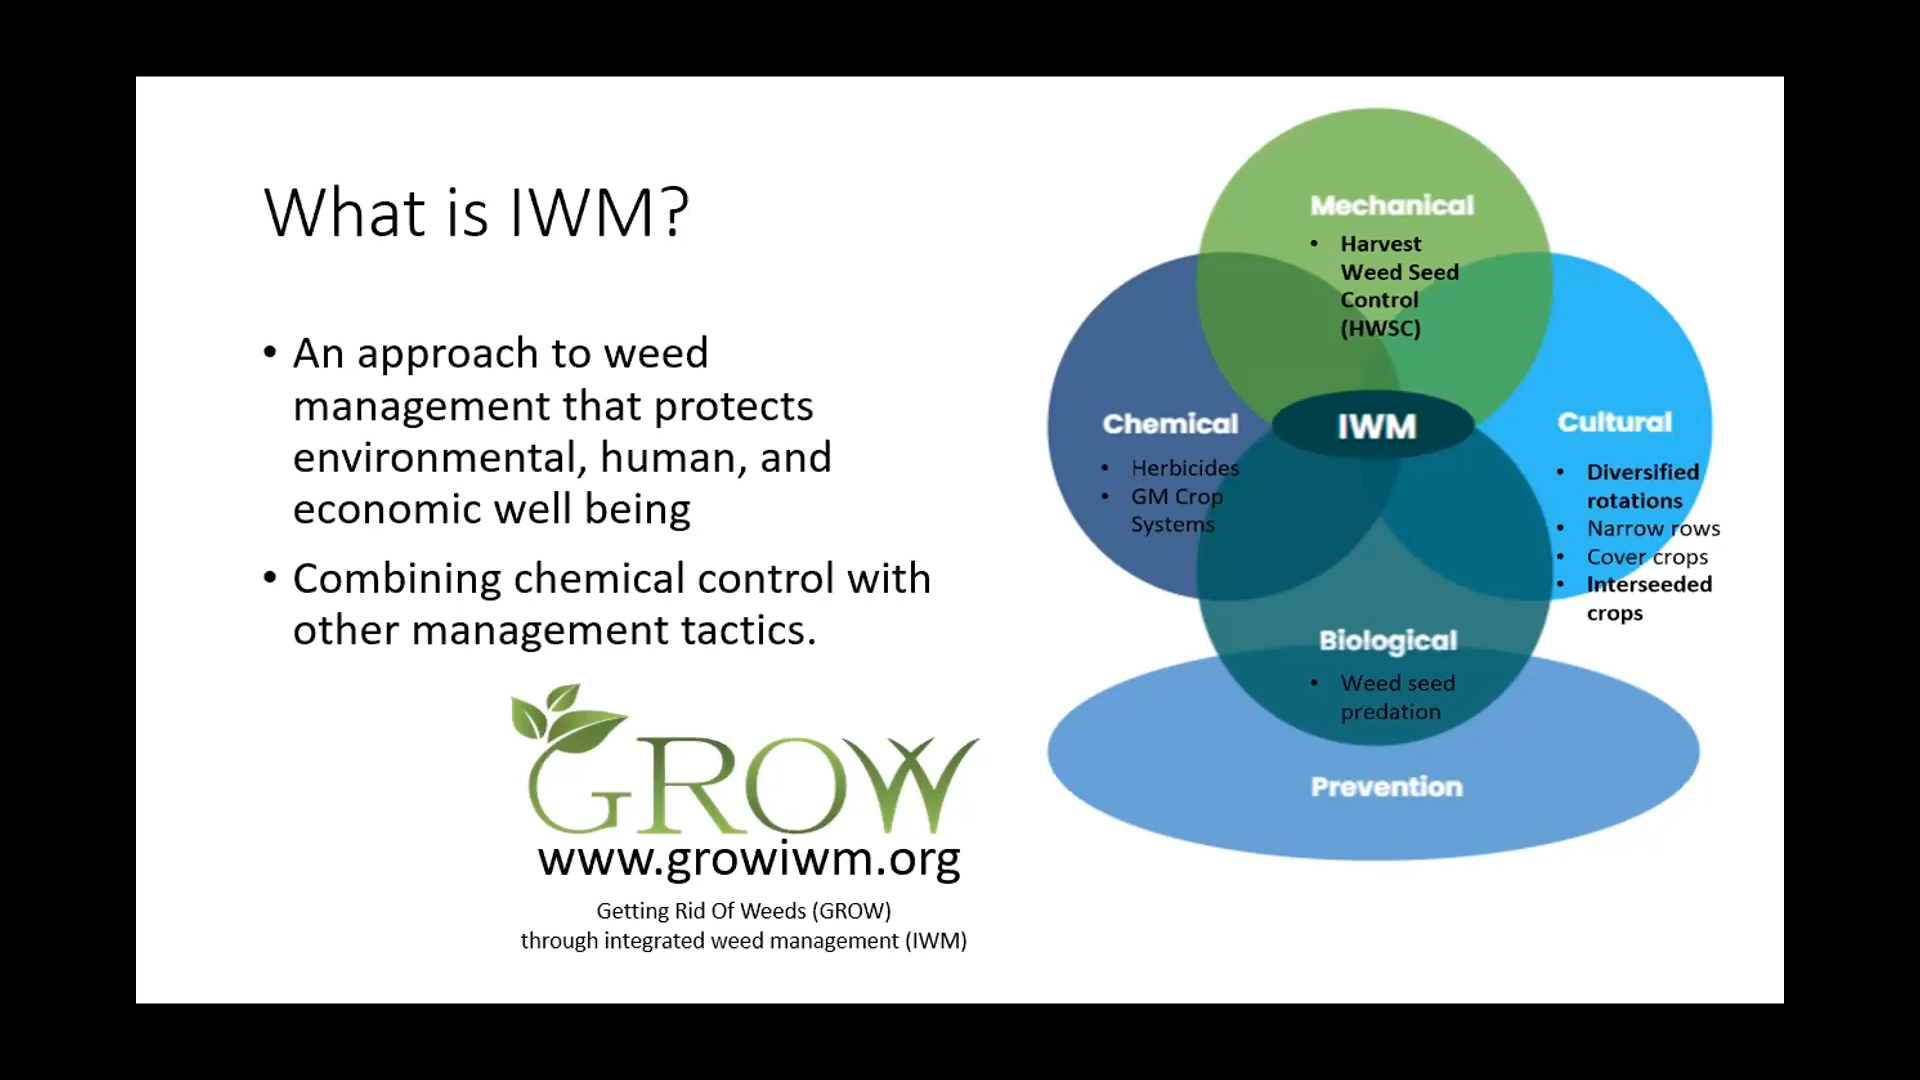 What is IWM?
• An approach to weed
management that protects
environmental, human, and
economic well being
• Combining chemical control with
other management tactics.
GROW
www.growiwm.org
Getting Rid Of Weeds (GROW)
through integrated weed management (IWM)
Mechanical
• Harvest
Weed Seed
Control
(HWSC)
Chemical
• Herbicides
• GM Crop
Systems
IWM
Cultural
• Diversified
rotations
• Narrow rows
• Cover crops
• Interseeded
crops
Biological
• Weed seed
predation
Prevention